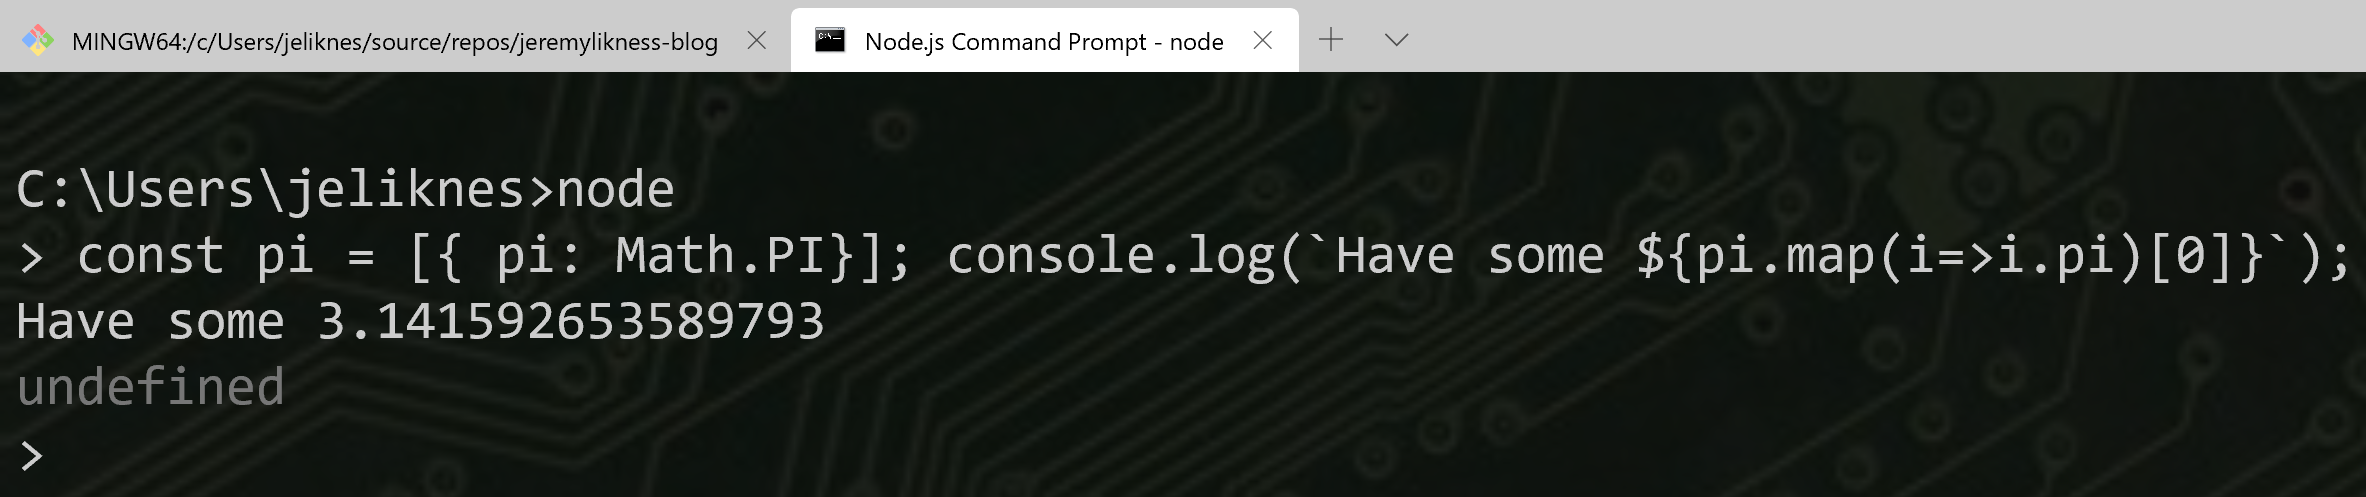 MINGW64:/c/Users/jeliknes/source/repos/jeremylikness-blog
Node.js Command Prompt - node
C:\Users\jeliknes>node
> const pi = [{ pi: Math.PI}]; console.log(`Have some ${pi.map(i=>i.pi)[0]}`);
Have some 3.141592653589793
undefined
>